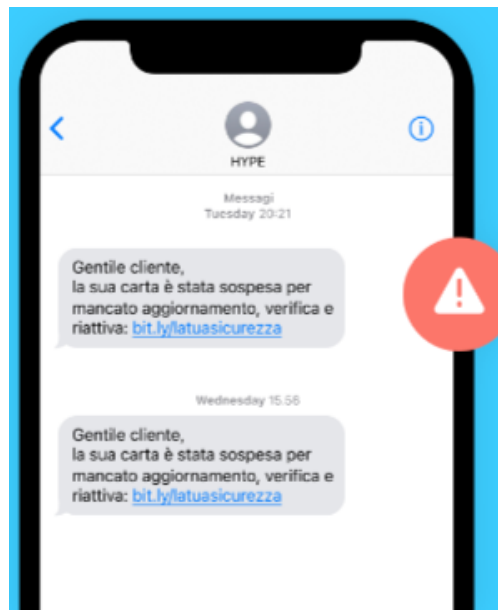 HYPE
Messagi
Tuesday 20:21
Gentile cliente,
la sua carta è stata sospesa per
mancato aggiornamento, verifica e
riattiva: bit.ly/latuasicurezza
Wednesday 15.56
Gentile cliente,
la sua carta è stata sospesa per
mancato aggiornamento, verifica e
riattiva: bit.ly/latuasicurezza